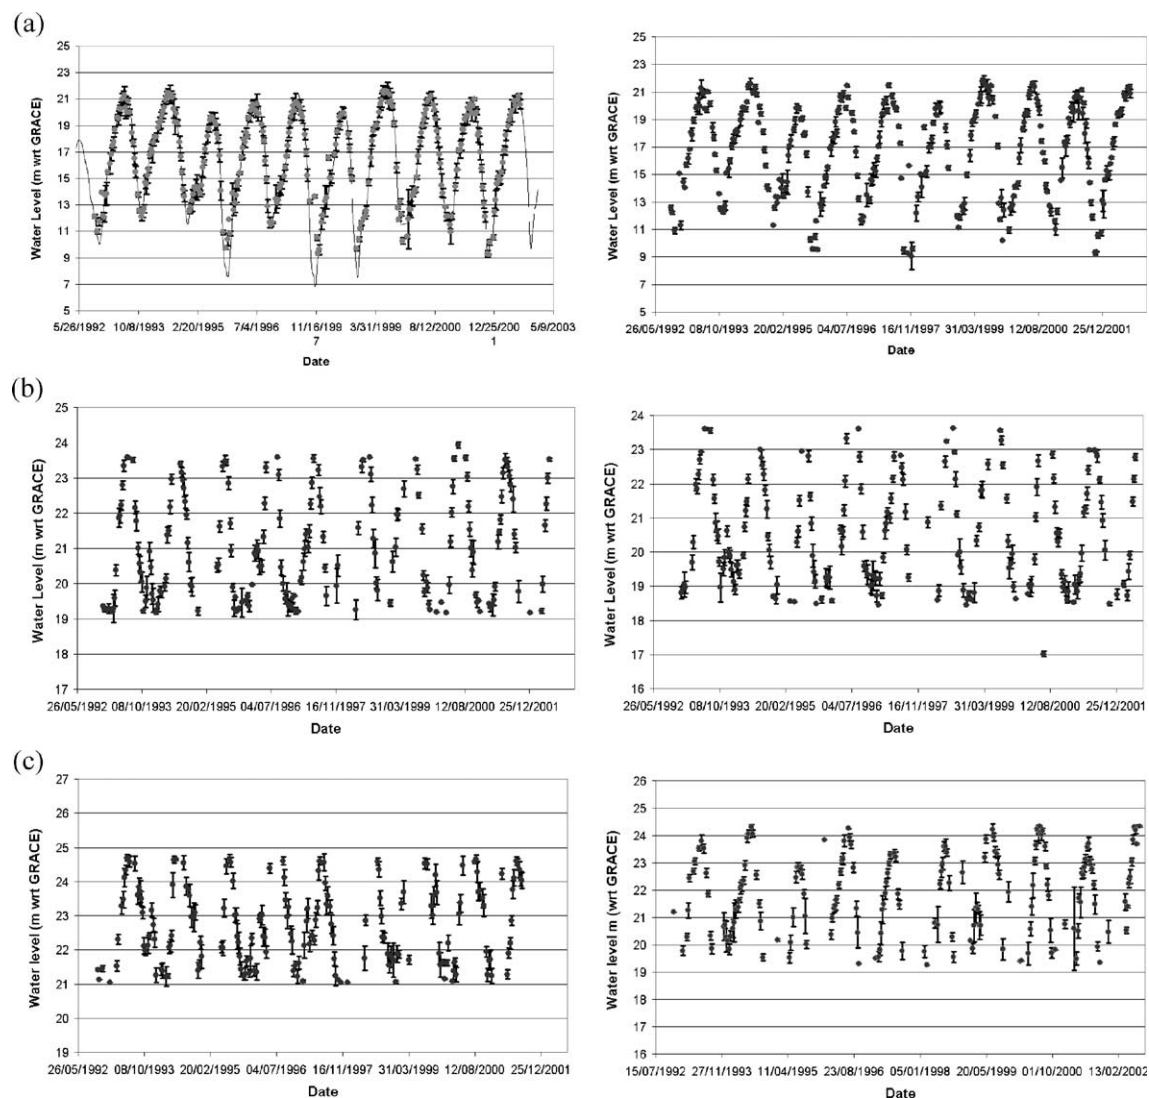 (a)
Water Level (m wrt GRACE)
25
23
21
19
17
15
13
11
9
7
5
5/26/1992 10/8/1993 2/20/1995 7/4/1996 11/16/199 3/31/1999 8/12/2000 12/25/200 5/9/2003
7 1
Date
Water Level (m wrt GRACE)
25
23
21
19
17
15
13
11
9
7
5
26/05/1992 08/10/1993 20/02/1995 04/07/1996 16/11/1997 31/03/1999 12/08/2000 25/12/2001
Date
(b)
Water Level (m wrt GRACE)
25
24
23
22
21
20
19
18
17
26/05/1992 08/10/1993 20/02/1995 04/07/1996 16/11/1997 31/03/1999 12/08/2000 25/12/2001
Date
Water Level (m wrt GRACE)
24
23
22
21
20
19
18
17
16
26/05/1992 08/10/1993 20/02/1995 04/07/1996 16/11/1997 31/03/1999 12/08/2000 25/12/2001
Date
(c)
Water level (m wrt GRACE)
27
26
25
24
23
22
21
20
19
26/05/1992 08/10/1993 20/02/1995 04/07/1996 16/11/1997 31/03/1999 12/08/2000 25/12/2001
Date
Water level m (wrt GRACE)
26
25
24
23
22
21
20
19
18
17
16
15/07/1992 27/11/1993 11/04/1995 23/08/1996 05/01/1998 20/05/1999 01/10/2000 13/02/2002
Date